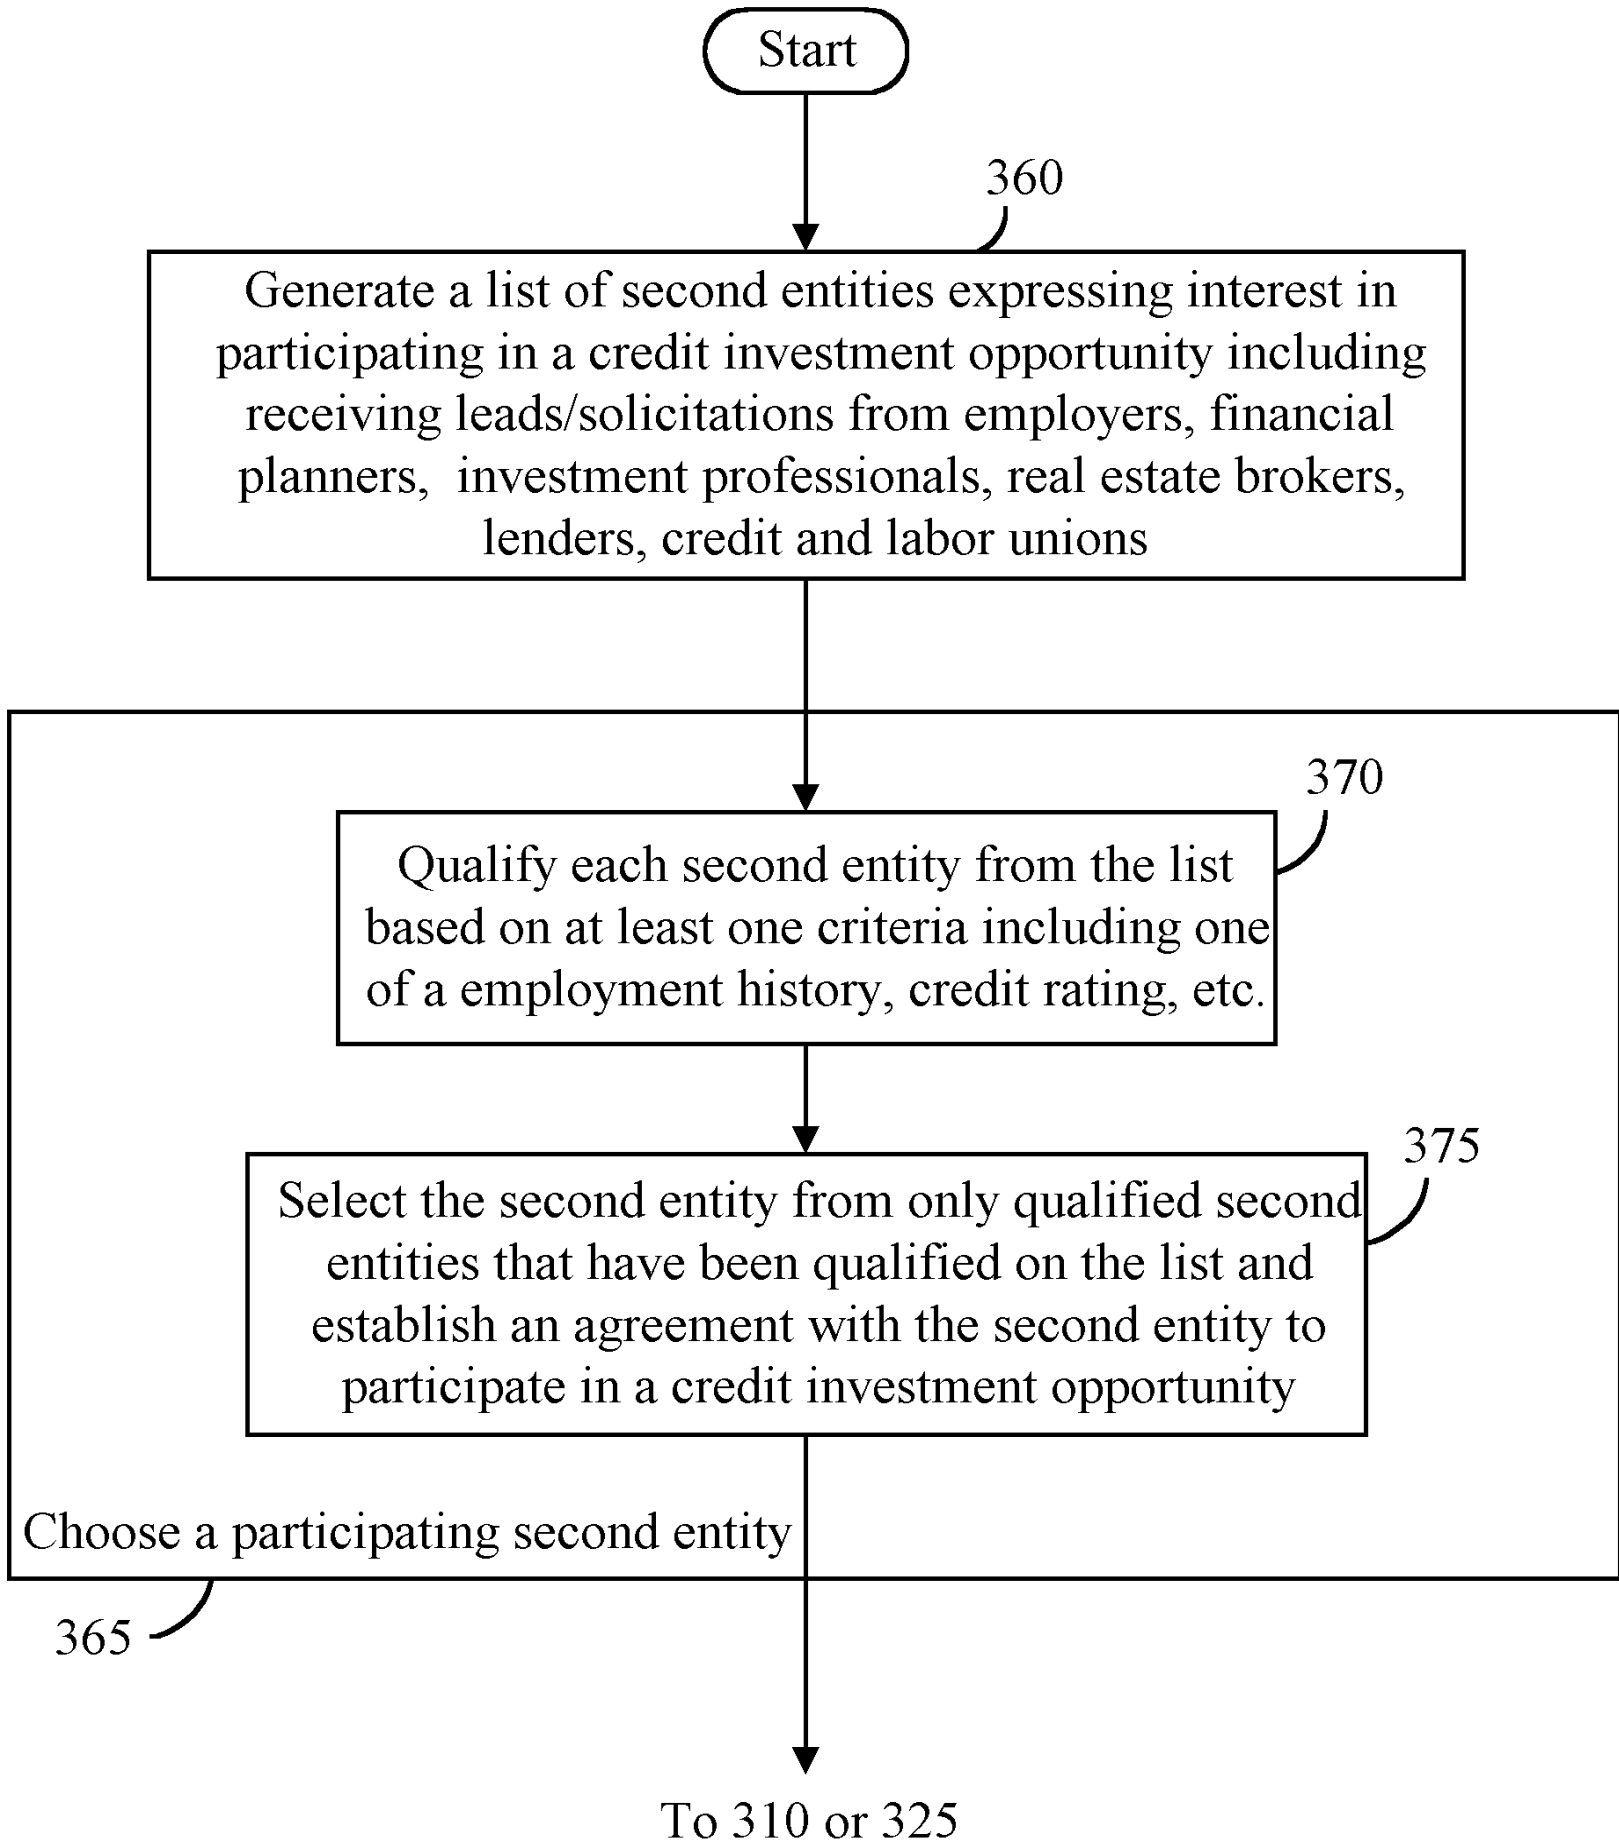 Start
360
Generate a list of second entities expressing interest in
participating in a credit investment opportunity including
receiving leads/solicitations from employers, financial
planners, investment professionals, real estate brokers,
lenders, credit and labor unions
370
Qualify each second entity from the list
based on at least one criteria including one
of a employment history, credit rating, etc.
375
Select the second entity from only qualified second
entities that have been qualified on the list and
establish an agreement with the second entity to
participate in a credit investment opportunity
Choose a participating second entity
365
To 310 or 325